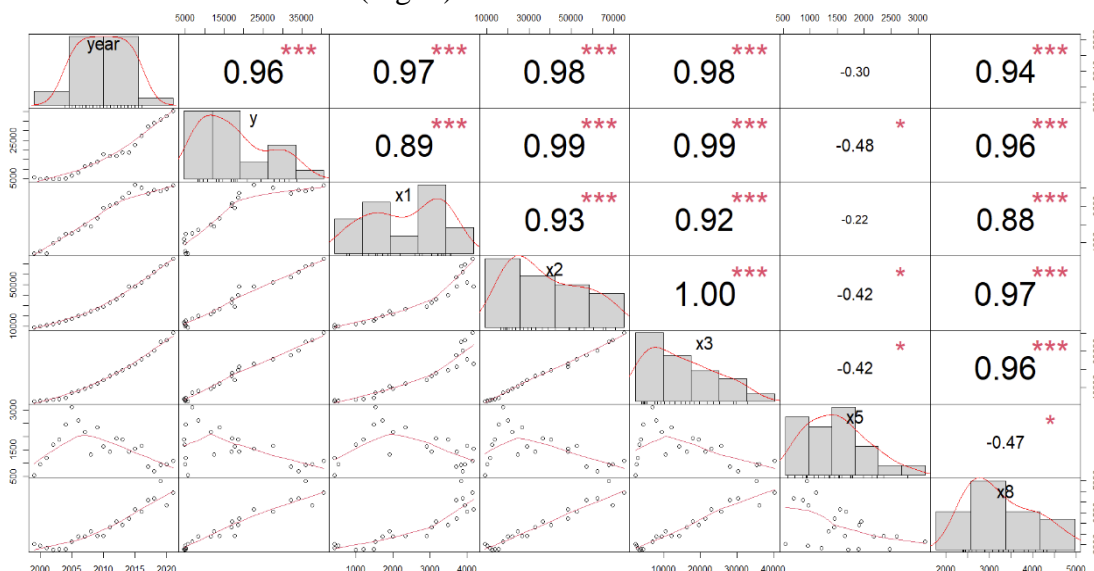 5000 15000 25000 35000 10000 30000 50000 70000 500 1000 1500 2000 2500 3000
year 0.96 *** 0.97 *** 0.98 *** 0.98 *** -0.30 0.94 ***
5000 25000 y 0.89 *** 0.99 *** 0.99 *** -0.48 * 0.96 ***
x1 0.93 *** 0.92 *** -0.22 0.88 ***
10000 50000 x2 1.00 *** -0.42 * 0.97 ***
x3 -0.42 * 0.96 ***
500 1500 3000 x5 -0.47 *
x8
2000 2005 2010 2015 2020 1000 2000 3000 4000 10000 20000 30000 40000 2000 3000 4000 5000